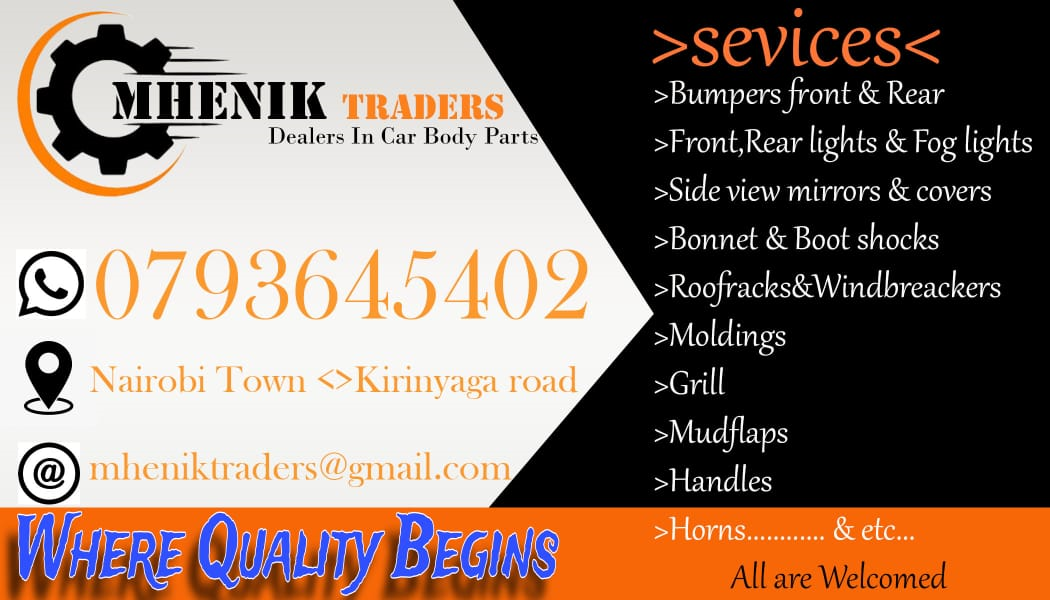 MHENIK TRADERS
Dealers In Car Body Parts
0793645402
Nairobi Town <>Kirinyaga road
mheniktraders@gmail.com
Where Quality Begins
>sevices<
>Bumpers front & Rear
>Front,Rear lights & Fog lights
>Side view mirrors & covers
>Bonnet & Boot shocks
>Roofracks&Windbreackers
>Moldings
>Grill
>Mudflaps
>Handles
>Horns............ & etc...
All are Welcomed